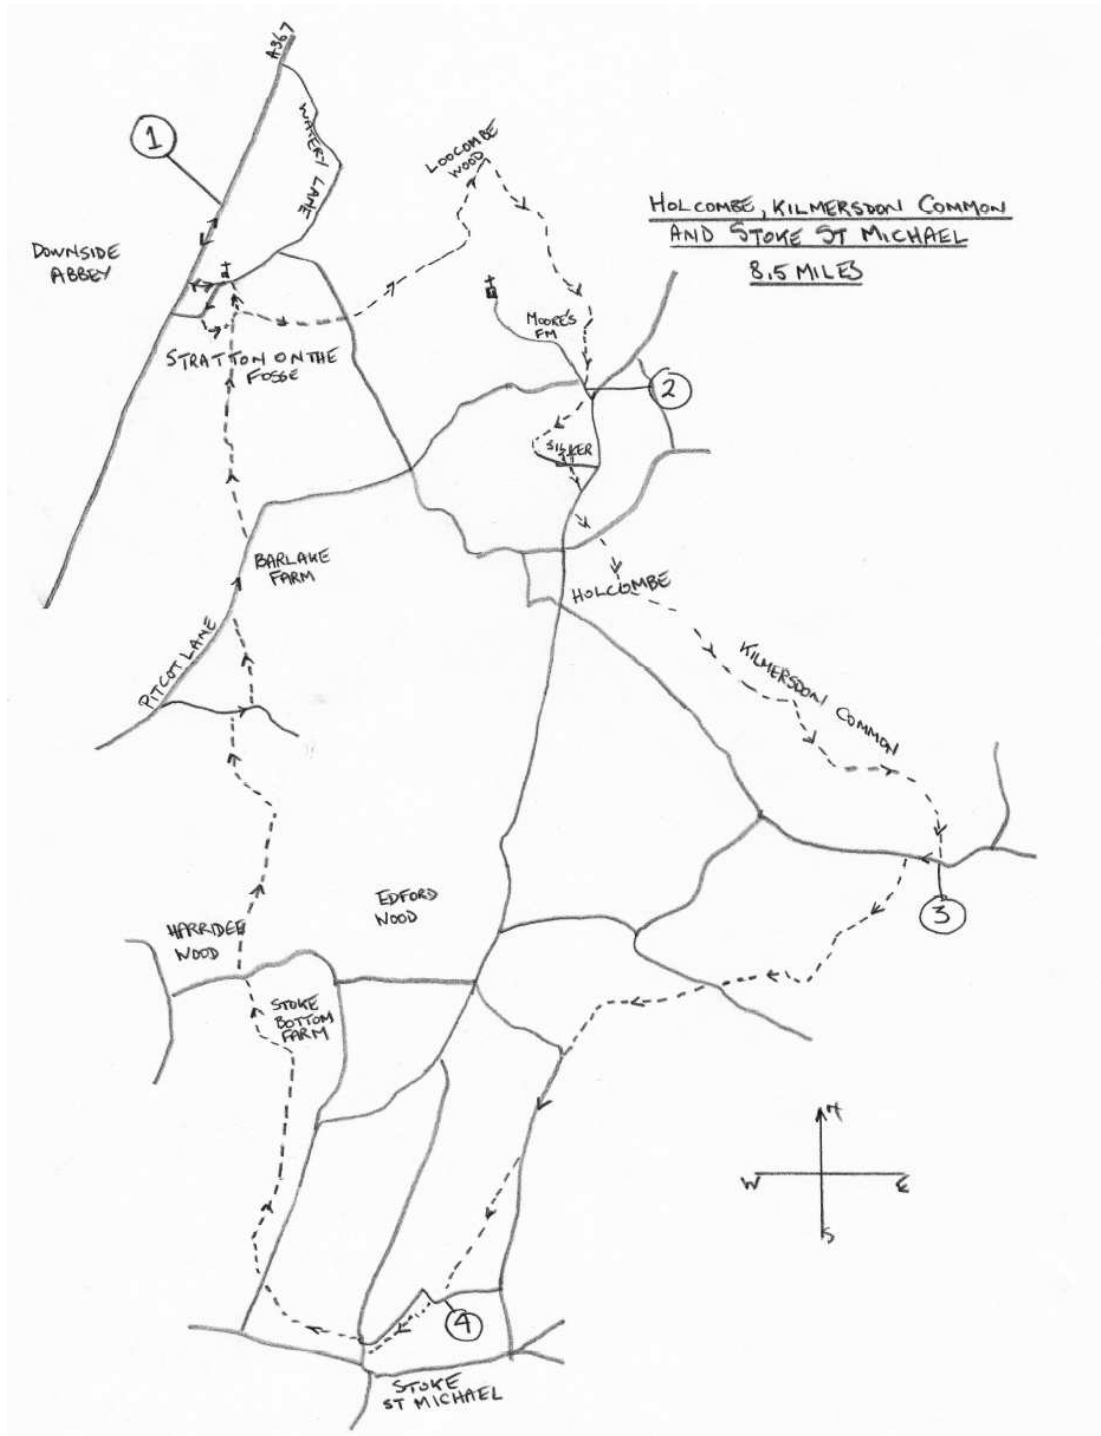 A367
1
WATERY LANE
LOOCOMBE
WOOD
HOLCOMBE, KILMERSDON COMMON
AND STOKE ST MICHAEL
8.5 MILES
DOWNSIDE
ABBEY
MOORE'S
FM
STRATTON ON THE
FOSSE
2
BARLAKE
FARM
HOLCOMBE
PITCOT LANE
KILMERSDON COMMON
EDFORD
WOOD
HARRIDGE
WOOD
3
STOKE
BOTTOM
FARM
N
W
E
S
4
STOKE
ST MICHAEL